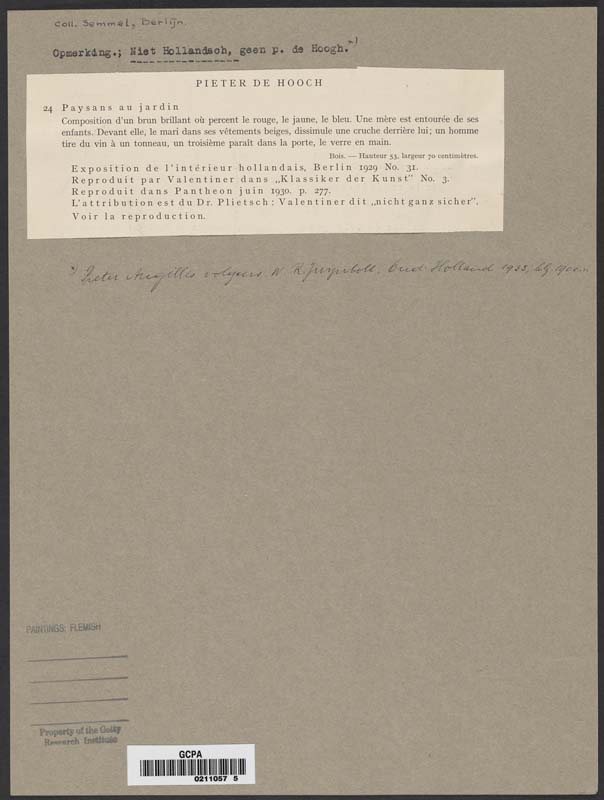 Coll. Semmel, Berlijn
Opmerking.; Niet Hollandsch, geen p. de Hoogh.*)
PIETER DE HOOCH
24 Paysans au jardin
Composition d'un brun brillant où percent le rouge, le jaune, le bleu. Une mère est entourée de ses
enfants. Devant elle, le mari dans ses vêtements beiges, dissimule une cruche derrière lui; un homme
tire du vin à un tonneau, un troisième paraît dans la porte, le verre en main.
Bois. — Hauteur 53, largeur 70 centimètres.
Exposition de l'intérieur hollandais, Berlin 1929 No. 31.
Reproduit par Valentiner dans „Klassiker der Kunst" No. 3.
Reproduit dans Pantheon juin 1930. p. 277.
L'attribution est du Dr. Plietsch: Valentiner dit „nicht ganz sicher".
Voir la reproduction.
*) Pieter Angillis volgens W. R. Juynboll. Oud-Holland 1933, blz.
PAINTINGS: FLEMISH
Property of the Getty
Research Institute
GCPA
0211057 5